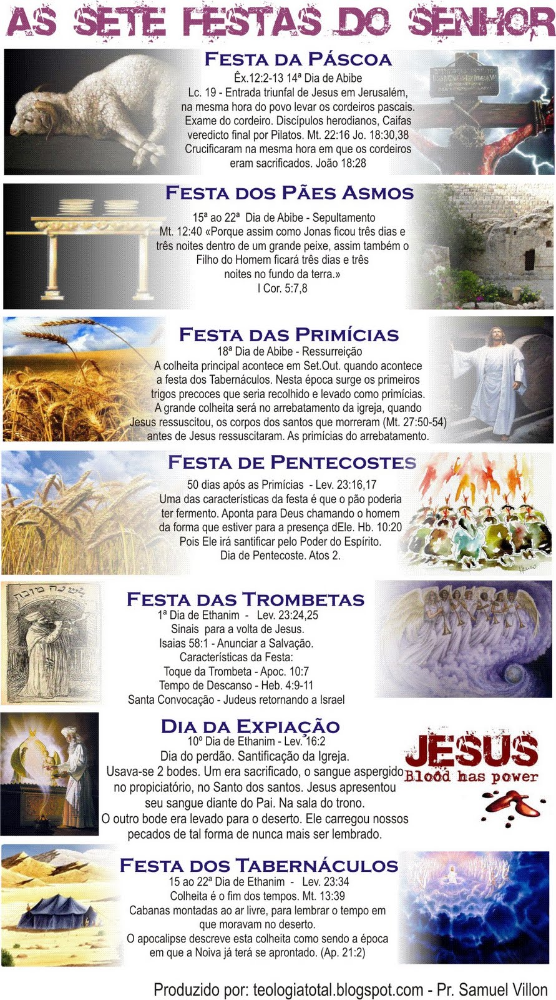 AS SETE FESTAS DO SENHOR
FESTA DA PÁSCOA
Êx.12:2-13 14ª Dia de Abibe
Lc. 19 - Entrada triunfal de Jesus em Jerusalém,
na mesma hora do povo levar os cordeiros pascais.
Exame do cordeiro. Discípulos herodianos, Caifas
veredicto final por Pilatos. Mt. 22:16 Jo. 18:30,38
Crucificaram na mesma hora em que os cordeiros
eram sacrificados. João 18:28
FESTA DOS PÃES ASMOS
15ª ao 22ª Dia de Abibe - Sepultamento
Mt. 12:40 «Porque assim como Jonas ficou três dias e
três noites dentro de um grande peixe, assim também o
Filho do Homem ficará três dias e três
noites no fundo da terra.»
I Cor. 5:7,8
FESTA DAS PRIMÍCIAS
18ª Dia de Abibe - Ressurreição
A colheita principal acontece em Set.Out. quando acontece
a festa dos Tabernáculos. Nesta época surge os primeiros
trigos precoces que seria recolhido e levado como primícias.
A grande colheita será no arrebatamento da igreja, quando
Jesus ressuscitou, os corpos dos santos que morreram (Mt. 27:50-54)
antes de Jesus ressuscitaram. As primícias do arrebatamento.
FESTA DE PENTECOSTES
50 dias após as Primícias - Lev. 23:16,17
Uma das características da festa é que o pão poderia
ter fermento. Aponta para Deus chamando o homem
da forma que estiver para a presença dEle. Hb. 10:20
Pois Ele irá santificar pelo Poder do Espírito.
Dia de Pentecoste. Atos 2.
FESTA DAS TROMBETAS
1ª Dia de Ethanim - Lev. 23:24,25
Sinais para a volta de Jesus.
Isaias 58:1 - Anunciar a Salvação.
Características da Festa:
Toque da Trombeta - Apoc. 10:7
Tempo de Descanso - Heb. 4:9-11
Santa Convocação - Judeus retornando a Israel
DIA DA EXPIAÇÃO
10º Dia de Ethanim - Lev. 16:2
Dia do perdão. Santificação da Igreja.
Usava-se 2 bodes. Um era sacrificado, o sangue aspergido
no propiciatório, no Santo dos santos. Jesus apresentou
seu sangue diante do Pai. Na sala do trono.
O outro bode era levado para o deserto. Ele carregou nossos
pecados de tal forma de nunca mais ser lembrado.
JESUS
Blood has power
FESTA DOS TABERNÁCULOS
15 ao 22ª Dia de Ethanim - Lev. 23:34
Colheita é o fim dos tempos. Mt. 13:39
Cabanas montadas ao ar livre, para lembrar o tempo em
que moravam no deserto.
O apocalipse descreve esta colheita como sendo a época
em que a Noiva já terá se aprontado. (Ap. 21:2)
Produzido por: teologiatotal.blogspot.com - Pr. Samuel Villon